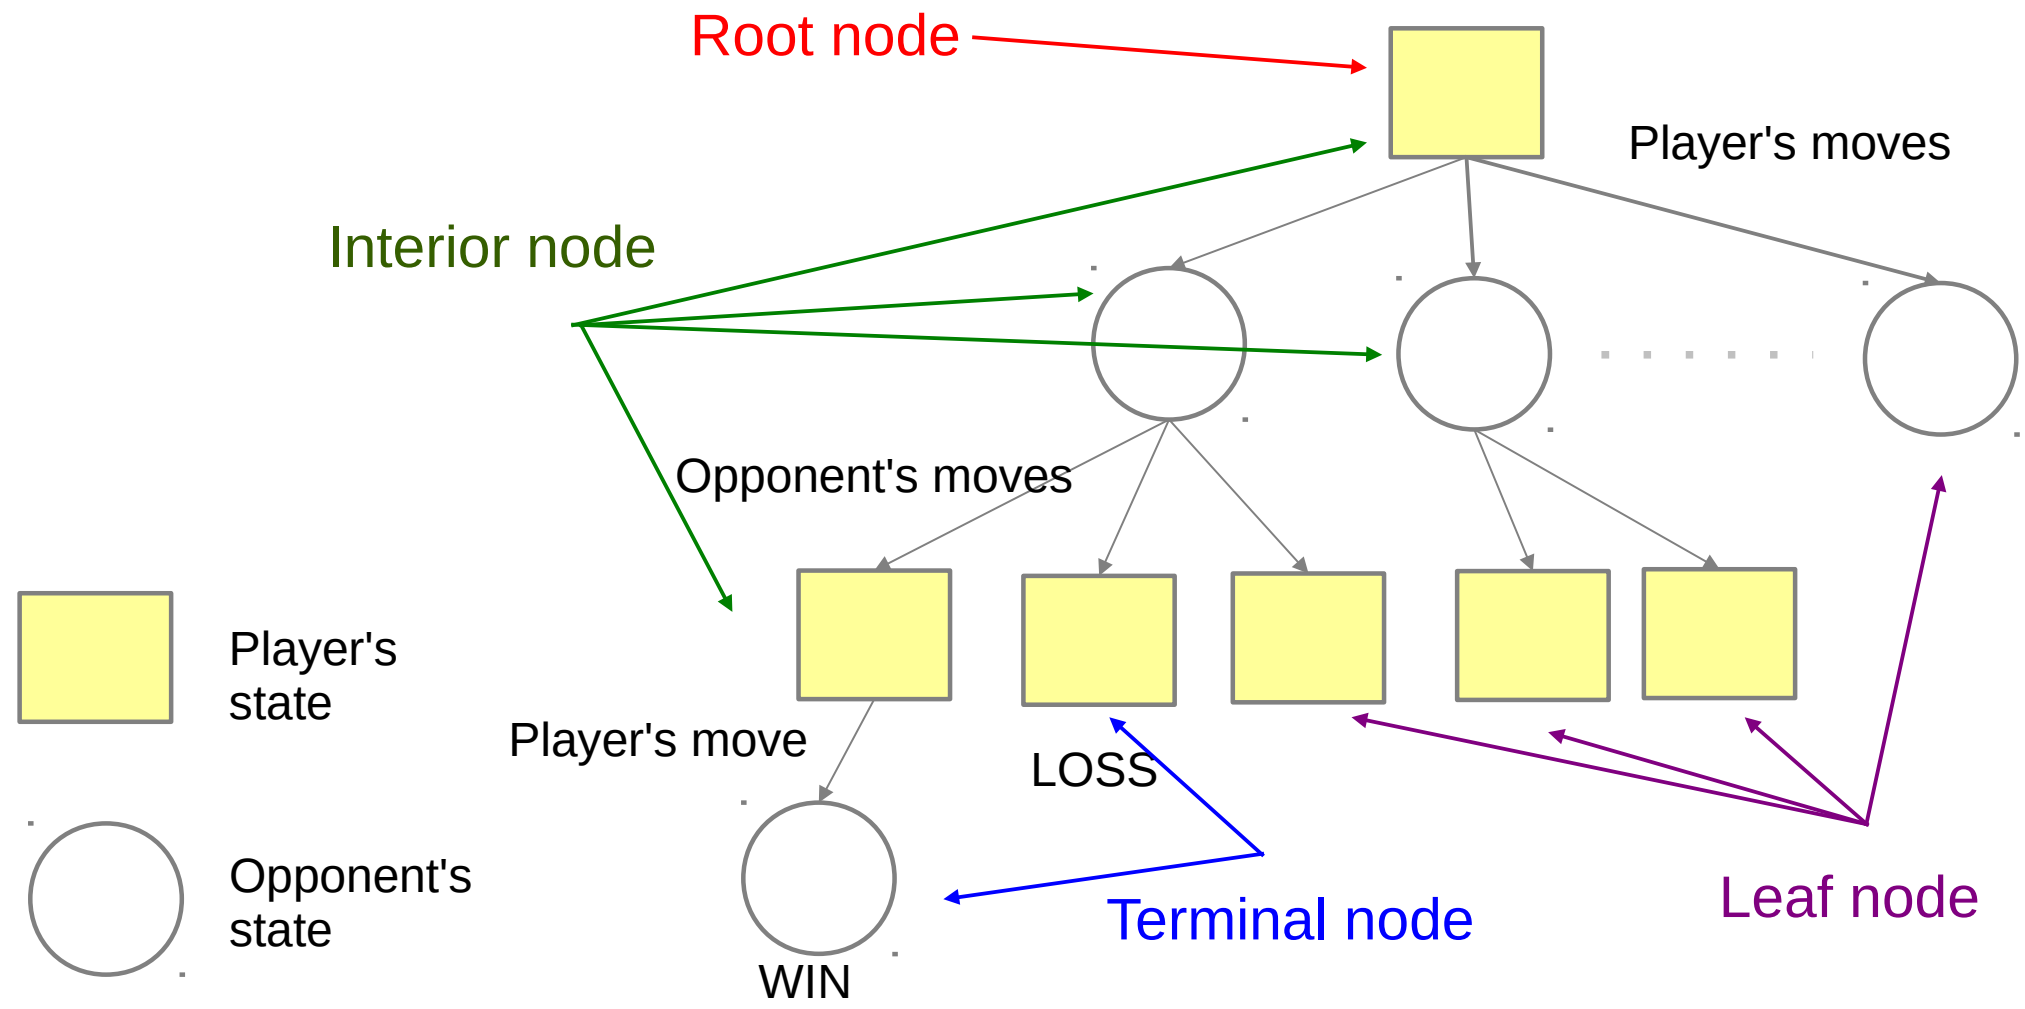 Root node
Player's moves
Interior node
Opponent's moves
Player's
state
Player's move
LOSS
Opponent's
state
Terminal node
Leaf node
WIN